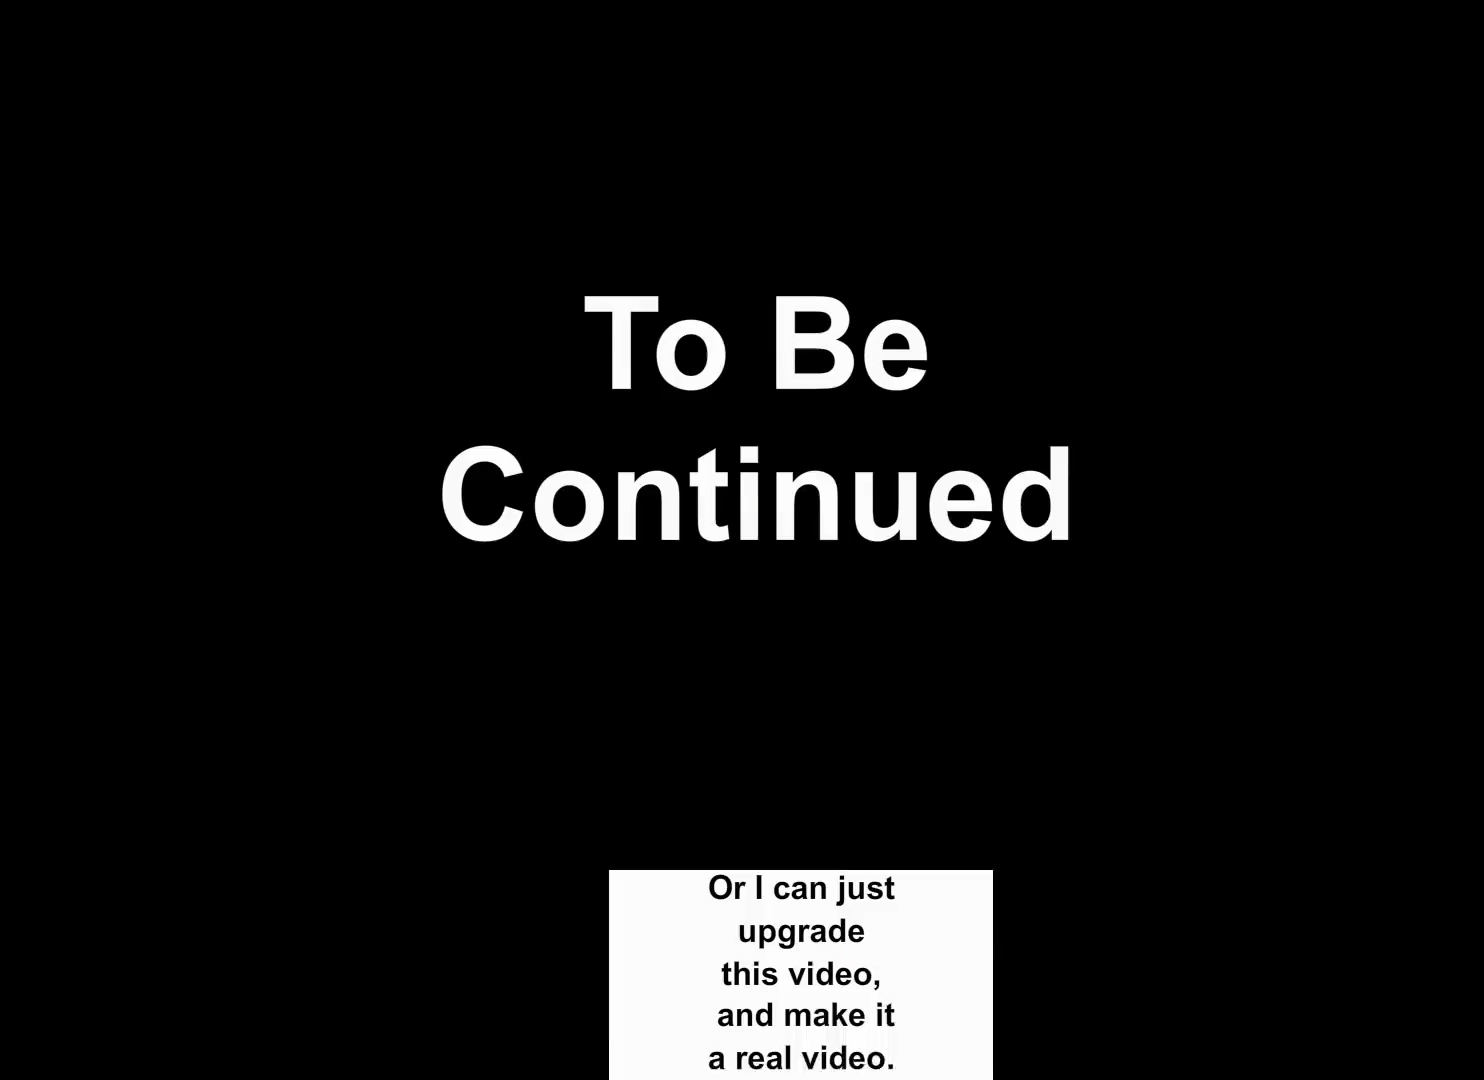 To Be
Continued
Or I can just
upgrade
this video,
and make it
a real video.